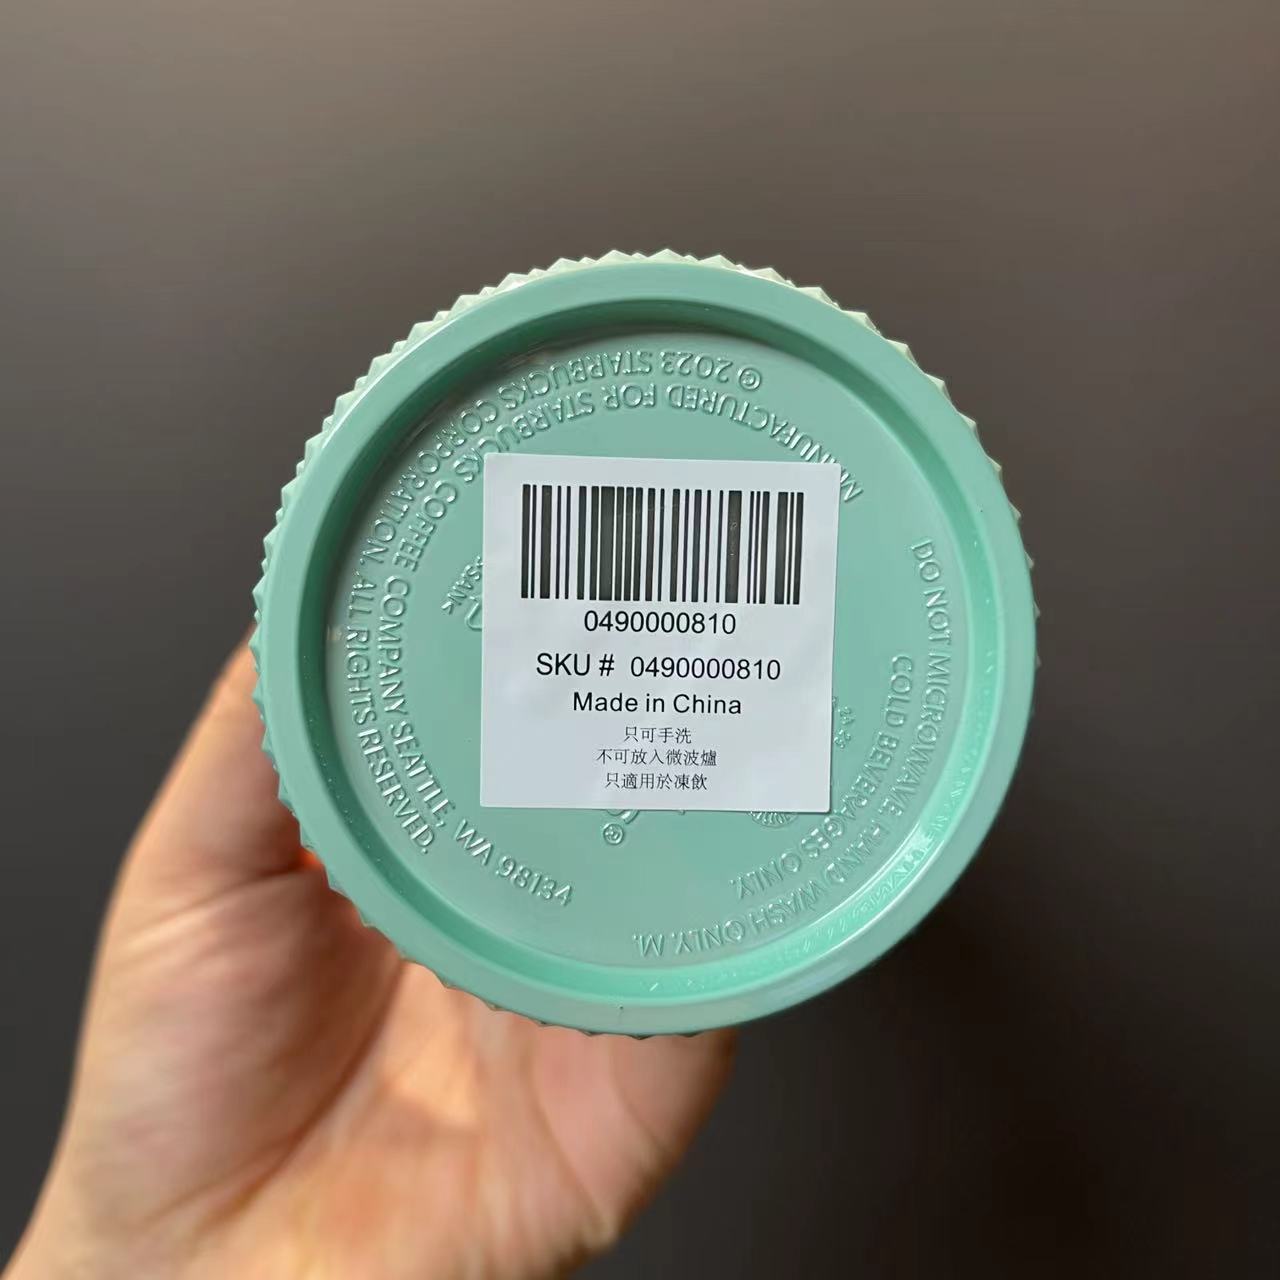 © 2023 STARBUCKS CORPORATION. ALL RIGHTS RESERVED.
MANUFACTURED FOR STARBUCKS COFFEE COMPANY SEATTLE, WA 98134
0490000810
SKU # 0490000810
Made in China
只可手洗
不可放入微波爐
只適用於凍飲
®
DO NOT MICROWAVE. HAND WASH ONLY. M.
COLD BEVERAGES ONLY.